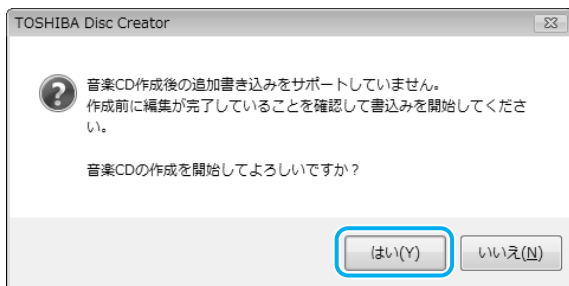 TOSHIBA Disc Creator
音楽CD作成後の追加書き込みをサポートしていません。
作成前に編集が完了していることを確認して書込みを開始してくださ
い。
音楽CDの作成を開始してよろしいですか？
はい(Y) いいえ(N)